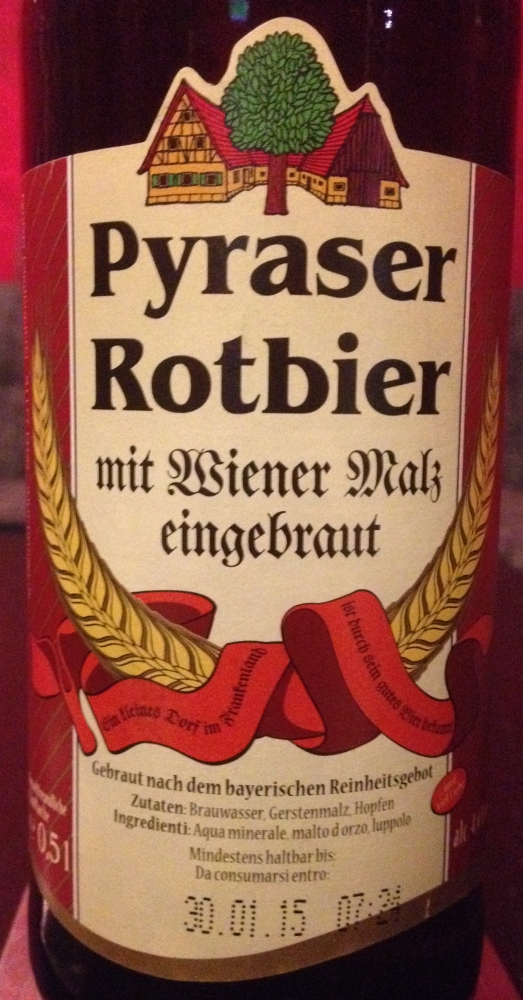 Pyraser
Rotbier
mit Wiener Malz
eingebraut
Ein kleines Dorf im Frankenland
ist durch sein gutes Bier bekannt
Gebraut nach dem bayerischen Reinheitsgebot
Zutaten: Brauwasser, Gerstenmalz, Hopfen
Ingredienti: Aqua minerale, malto d orzo, luppolo
Mindestens haltbar bis:
Da consumarsi entro:
30.01.15 07:24
0,5l
alc